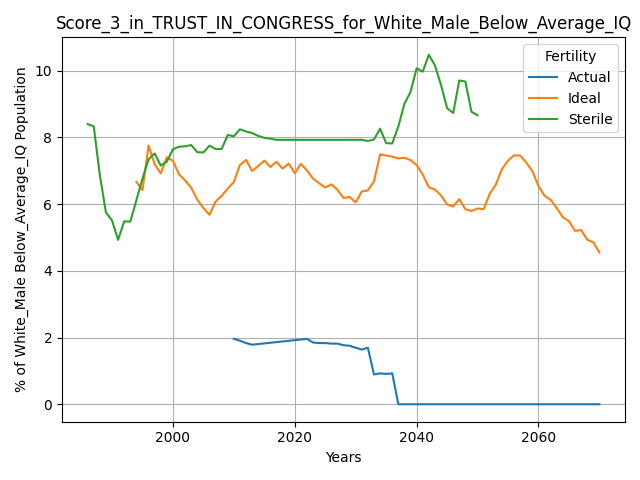 Score_3_in_TRUST_IN_CONGRESS_for_White_Male_Below_Average_IQ
% of White_Male Below_Average_IQ Population
10
8
6
4
2
0
Fertility
Actual
Ideal
Sterile
2000
2020
2040
2060
Years